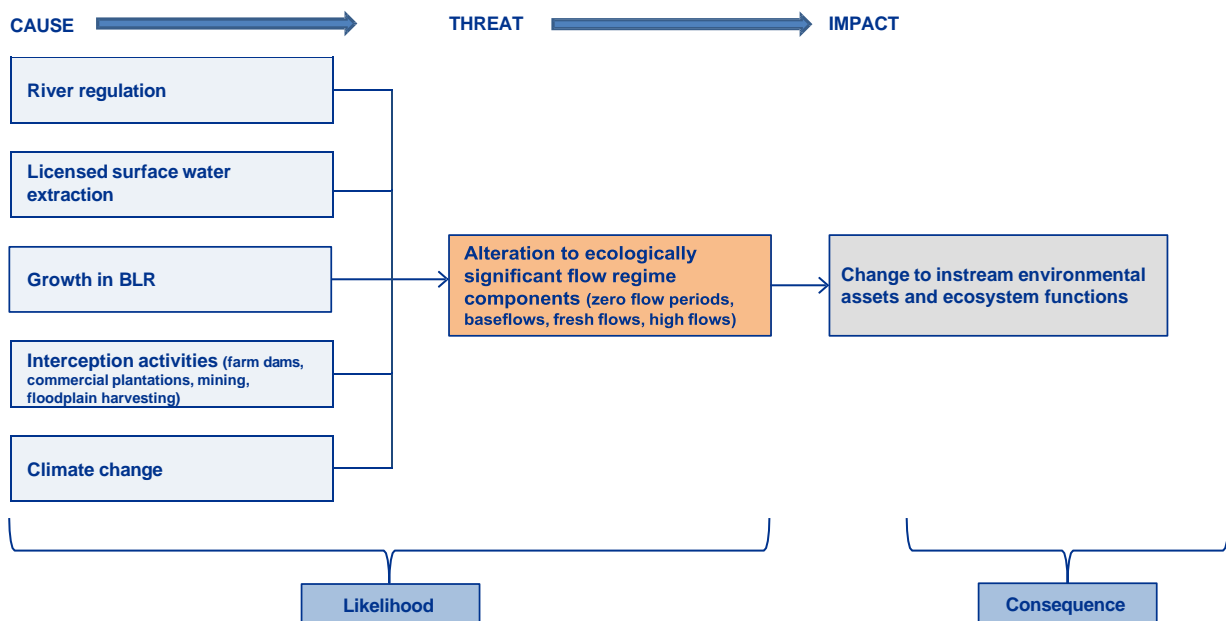 CAUSE
THREAT
IMPACT
River regulation
Licensed surface water
extraction
Growth in BLR
Interception activities (farm dams,
commercial plantations, mining,
floodplain harvesting)
Climate change
Alteration to ecologically
significant flow regime
components (zero flow periods,
baseflows, fresh flows, high flows)
Change to instream environmental
assets and ecosystem functions
Likelihood
Consequence